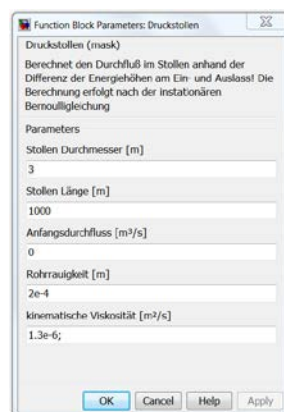 Function Block Parameters: Druckstollen
Druckstollen (mask)
Berechnet den Durchfluß im Stollen anhand der
Differenz der Energiehöhen am Ein- und Auslass! Die
Berechnung erfolgt nach der instationären
Bernoulligleichung
Parameters
Stollen Durchmesser [m]
3
Stollen Länge [m]
1000
Anfangsdurchfluss [m³/s]
0
Rohrrauigkeit [m]
2e-4
kinematische Viskosität [m²/s]
1.3e-6;
OK Cancel Help Apply